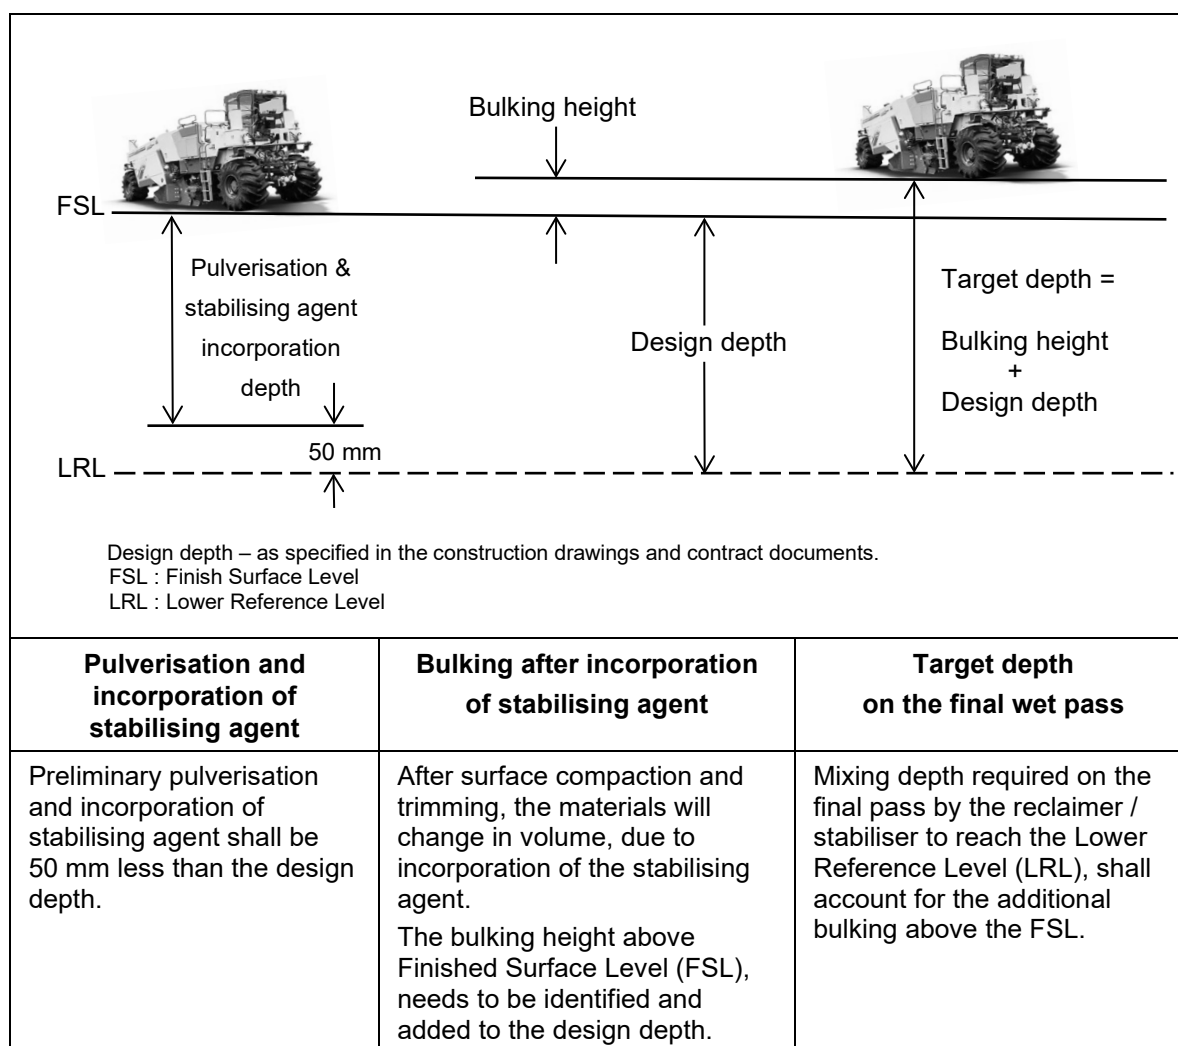 Bulking height
FSL
Pulverisation &
stabilising agent
incorporation
depth
Design depth
Target depth =
Bulking height
+
Design depth
50 mm
LRL
Design depth – as specified in the construction drawings and contract documents.
FSL : Finish Surface Level
LRL : Lower Reference Level
Pulverisation and
incorporation of
stabilising agent
Bulking after incorporation
of stabilising agent
Target depth
on the final wet pass
Preliminary pulverisation
and incorporation of
stabilising agent shall be
50 mm less than the design
depth.
After surface compaction and
trimming, the materials will
change in volume, due to
incorporation of the stabilising
agent.
The bulking height above
Finished Surface Level (FSL),
needs to be identified and
added to the design depth.
Mixing depth required on the
final pass by the reclaimer /
stabiliser to reach the Lower
Reference Level (LRL), shall
account for the additional
bulking above the FSL.